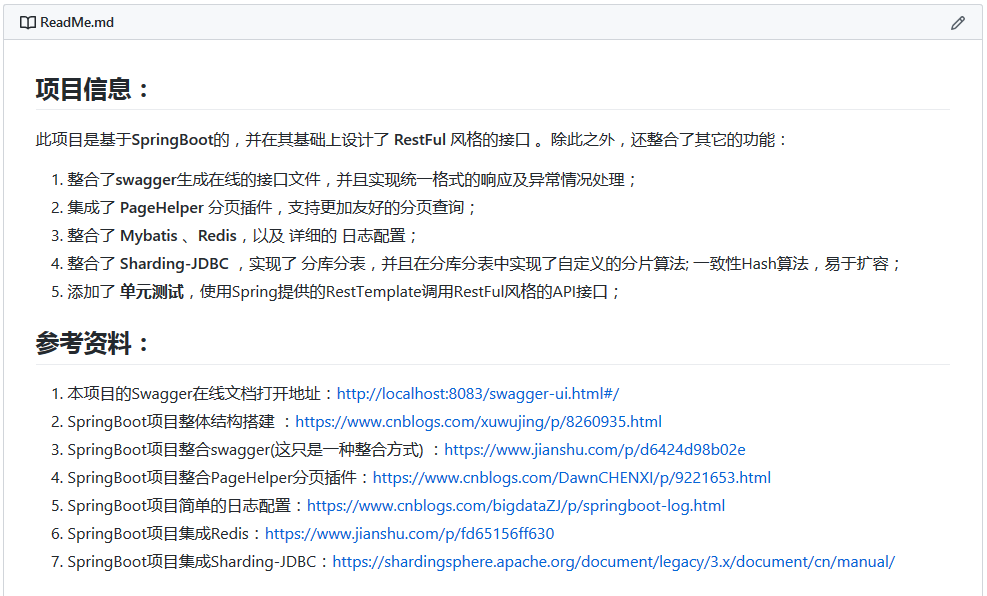 ReadMe.md
项目信息：
此项目是基于SpringBoot的，并在其基础上设计了 RestFul 风格的接口 。除此之外，还整合了其它的功能：
1. 整合了swagger生成在线的接口文件，并且实现统一格式的响应及异常情况处理；
2. 集成了 PageHelper 分页插件，支持更加友好的分页查询；
3. 整合了 Mybatis 、Redis，以及 详细的 日志配置；
4. 整合了 Sharding-JDBC ，实现了 分库分表，并且在分库分表中实现了自定义的分片算法; 一致性Hash算法，易于扩容；
5. 添加了 单元测试，使用Spring提供的RestTemplate调用RestFul风格的API接口；
参考资料：
1. 本项目的Swagger在线文档打开地址：http://localhost:8083/swagger-ui.html#/
2. SpringBoot项目整体结构搭建 ：https://www.cnblogs.com/xuwujing/p/8260935.html
3. SpringBoot项目整合swagger(这只是一种整合方式) ：https://www.jianshu.com/p/d6424d98b02e
4. SpringBoot项目整合PageHelper分页插件：https://www.cnblogs.com/DawnCHENXI/p/9221653.html
5. SpringBoot项目简单的日志配置：https://www.cnblogs.com/bigdataZJ/p/springboot-log.html
6. SpringBoot项目集成Redis：https://www.jianshu.com/p/fd65156ff630
7. SpringBoot项目集成Sharding-JDBC：https://shardingsphere.apache.org/document/legacy/3.x/document/cn/manual/